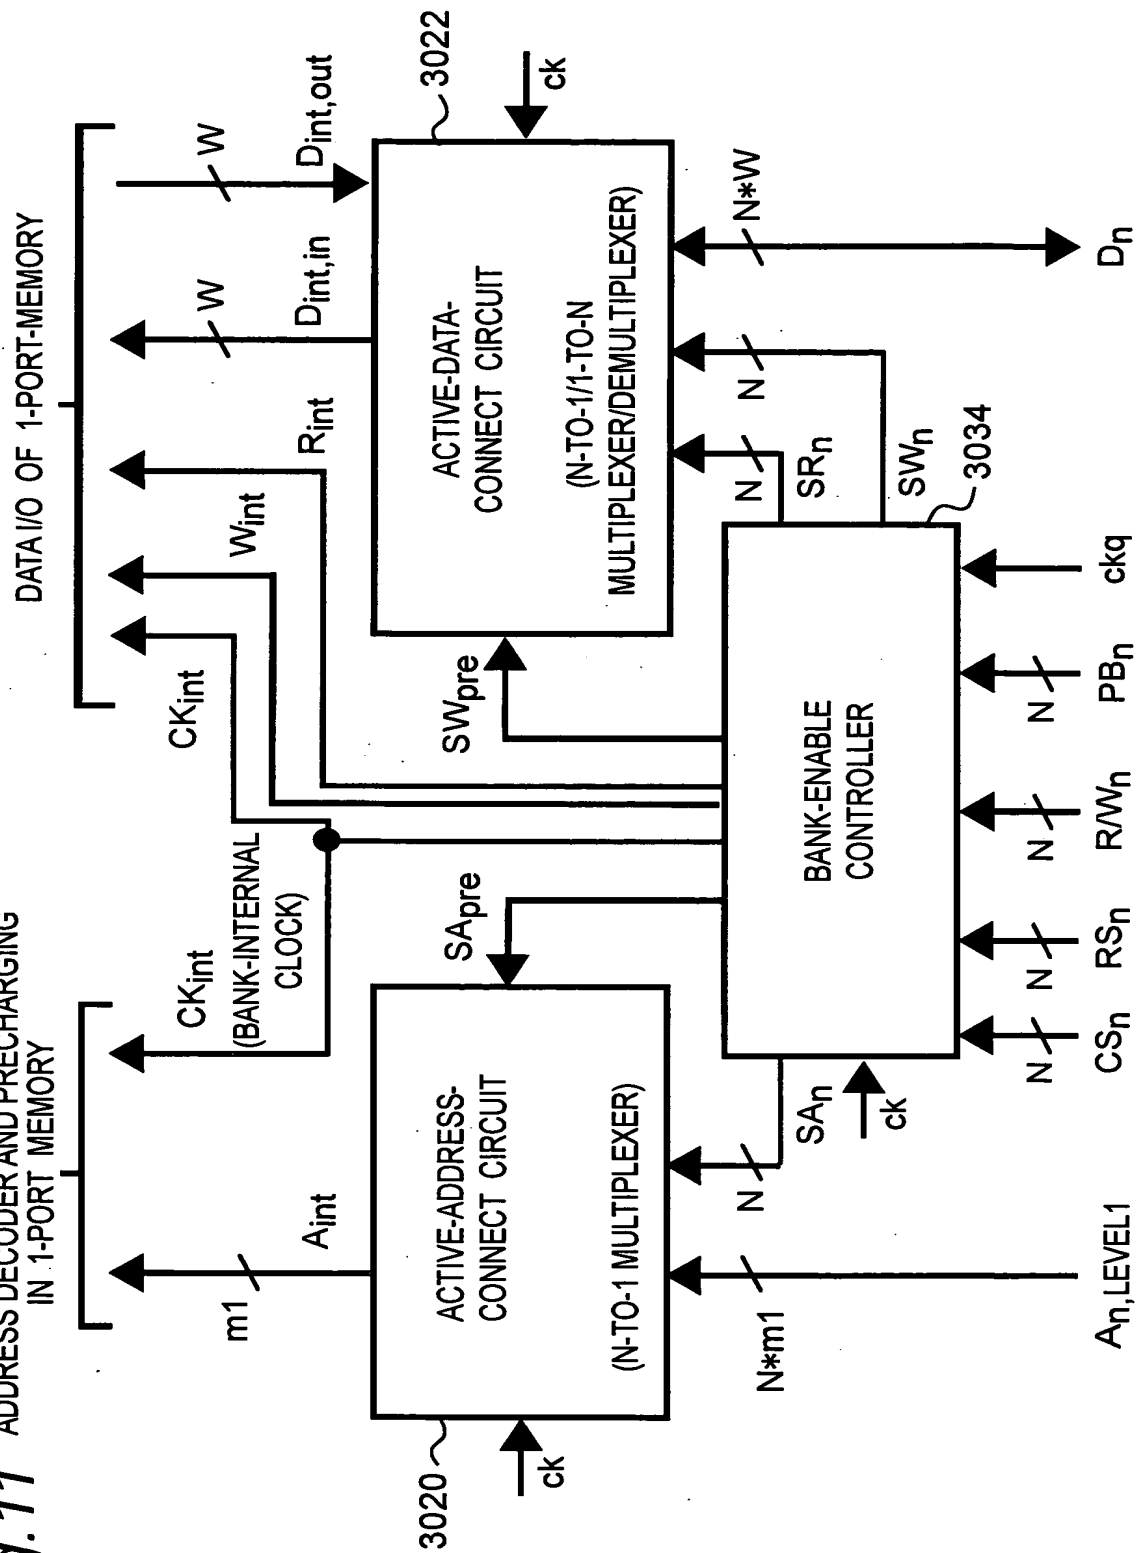 ADDRESS DECODER AND PRECHARGING
IN 1-PORT MEMORY
DATA I/O OF 1-PORT-MEMORY
m1
Aint
CKint
(BANK-INTERNAL
CLOCK)
CKint
Wint
Rint
W
Dint,in
W
Dint,out
3020
ck
ACTIVE-ADDRESS-
CONNECT CIRCUIT
(N-TO-1 MULTIPLEXER)
SApre
SWpre
ACTIVE-DATA-
CONNECT CIRCUIT
(N-TO-1/1-TO-N
MULTIPLEXER/DEMULTIPLEXER)
3022
ck
N*m1
N
SAn
ck
BANK-ENABLE
CONTROLLER
N
SRn
N
SWn
3034
N*W
N
N
N
N
An,LEVEL1
CSn
RSn
R/Wn
PBn
ckq
Dn